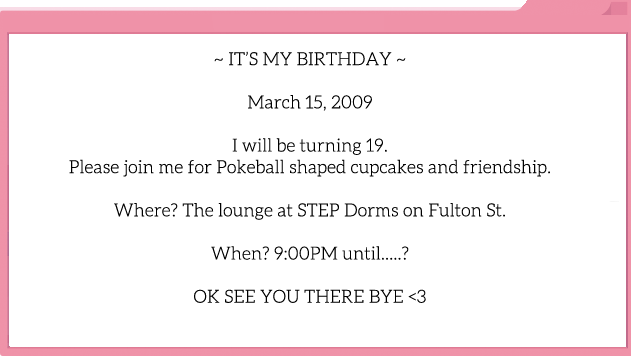 ~ IT'S MY BIRTHDAY ~
March 15, 2009
I will be turning 19.
Please join me for Pokeball shaped cupcakes and friendship.
Where? The lounge at STEP Dorms on Fulton St.
When? 9:00PM until.....?
OK SEE YOU THERE BYE <3